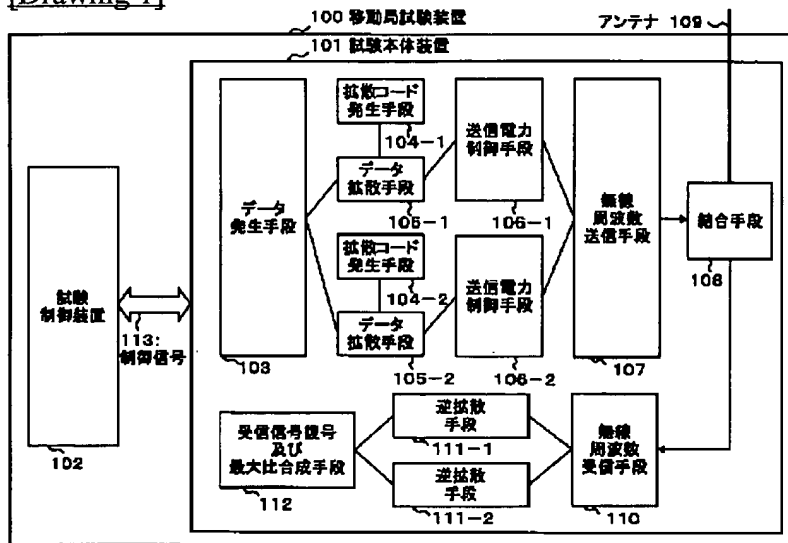 [Drawing 1]
100 移動局試験装置
101 試験本体装置
アンテナ 109
拡散コード
発生手段
104-1
データ
拡散手段
105-1
送信電力
制御手段
106-1
データ
発生手段
103
拡散コード
発生手段
104-2
データ
拡散手段
105-2
送信電力
制御手段
106-2
無線
周波数
送信手段
107
結合手段
108
試験
制御装置
102
113:
制御信号
受信信号復号
及び
最大比合成手段
112
逆拡散
手段
111-1
逆拡散
手段
111-2
無線
周波数
受信手段
110